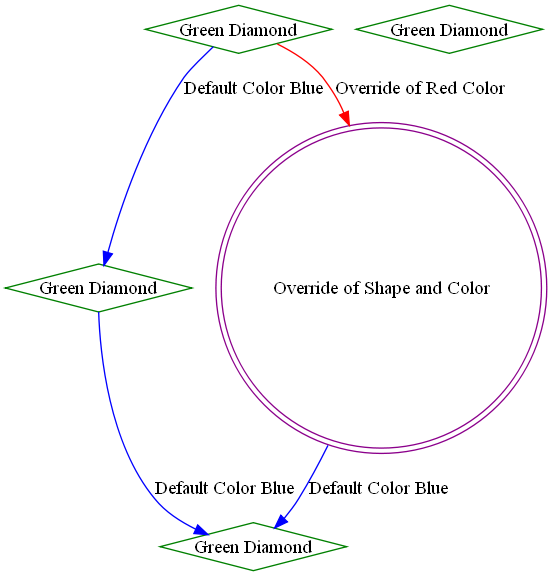 Green Diamond
Green Diamond
Default Color Blue
Override of Red Color
Green Diamond
Override of Shape and Color
Default Color Blue
Default Color Blue
Green Diamond